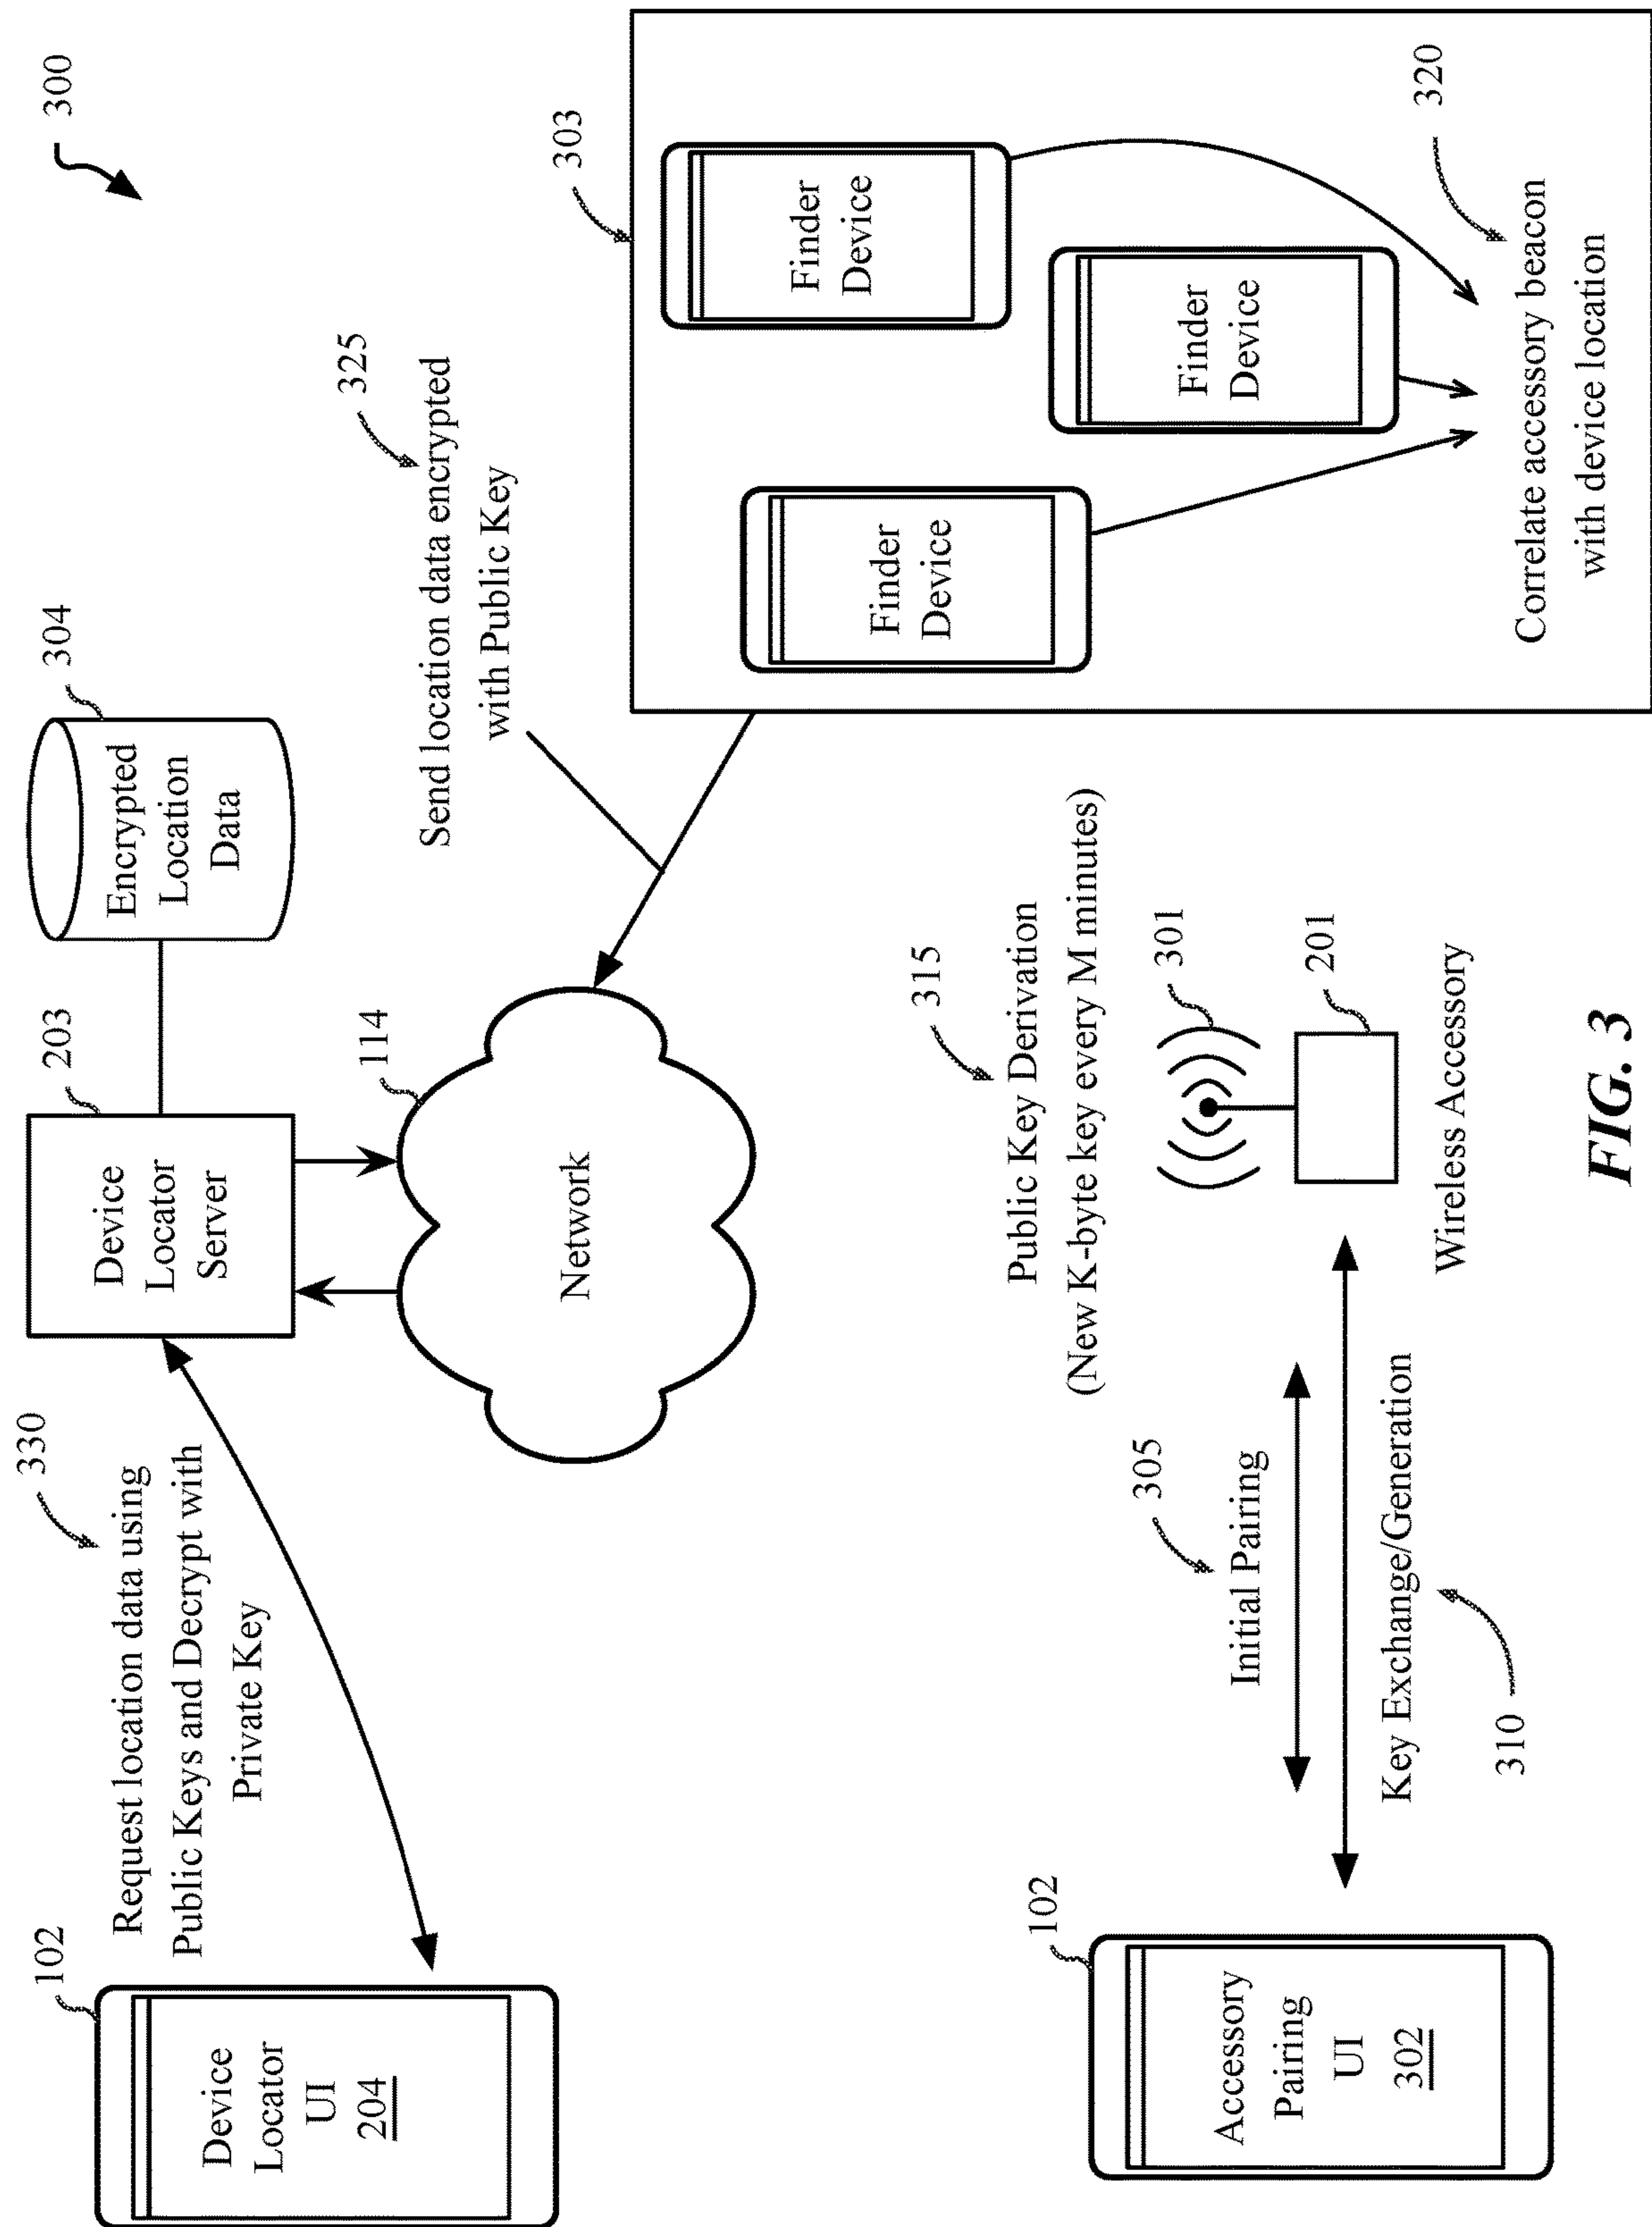 300
330
Request location data using
Public Keys and Decrypt with
Private Key
102
Device
Locator
UI
204
203
Device
Locator
Server
304
Encrypted
Location
Data
114
Network
325
Send location data encrypted
with Public Key
303
Finder
Device
Finder
Device
Finder
Device
320
Correlate accessory beacon
with device location
102
Accessory
Pairing
UI
302
305
Initial Pairing
Key Exchange/Generation
310
315
Public Key Derivation
(New K-byte key every M minutes)
301
201
Wireless Accessory
FIG. 3